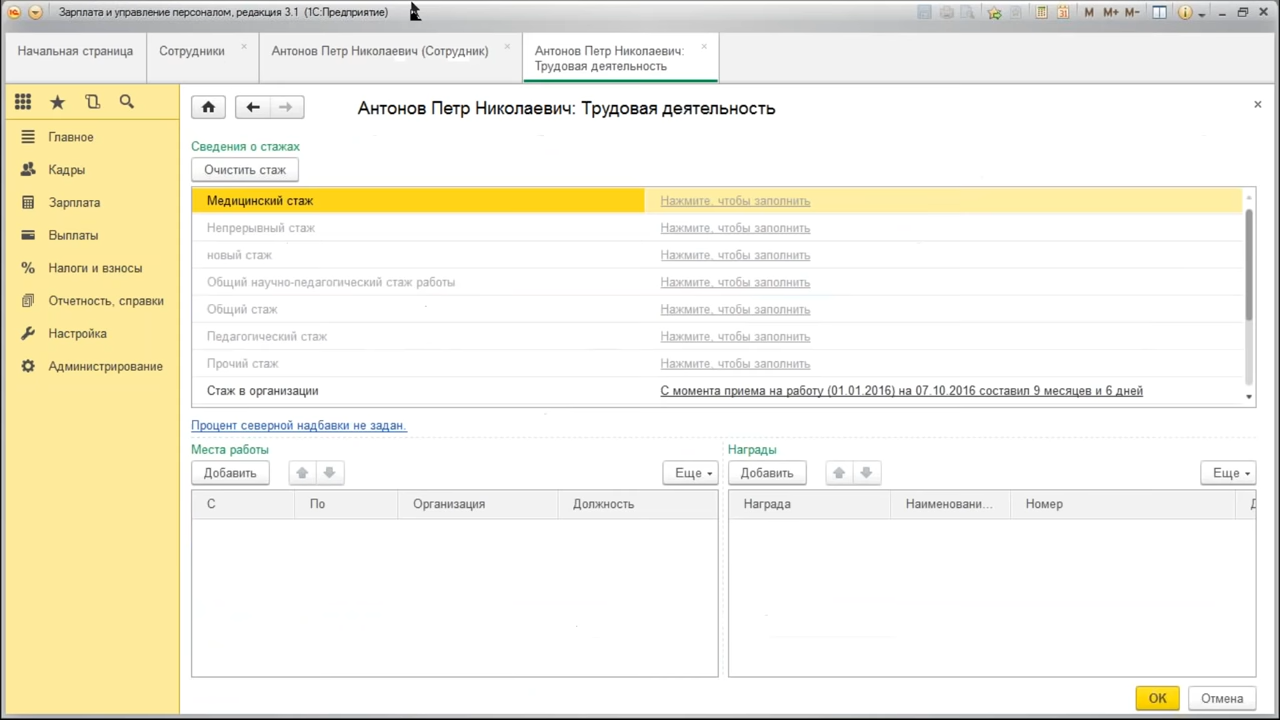 Зарплата и управление персоналом, редакция 3.1 (1С:Предприятие)
M M+ M-
Начальная страница
Сотрудники
Антонов Петр Николаевич (Сотрудник)
Антонов Петр Николаевич:
Трудовая деятельность
Антонов Петр Николаевич: Трудовая деятельность
Главное
Кадры
Зарплата
Выплаты
Налоги и взносы
Отчетность, справки
Настройка
Администрирование
Сведения о стажах
Очистить стаж
Медицинский стаж Нажмите, чтобы заполнить
Непрерывный стаж Нажмите, чтобы заполнить
новый стаж Нажмите, чтобы заполнить
Общий научно-педагогический стаж работы Нажмите, чтобы заполнить
Общий стаж Нажмите, чтобы заполнить
Педагогический стаж Нажмите, чтобы заполнить
Прочий стаж Нажмите, чтобы заполнить
Стаж в организации С момента приема на работу (01.01.2016) на 07.10.2016 составил 9 месяцев и 6 дней
Процент северной надбавки не задан.
Места работы
Добавить Еще
С По Организация Должность
Награды
Добавить Еще
Награда Наименовани... Номер
ОК Отмена